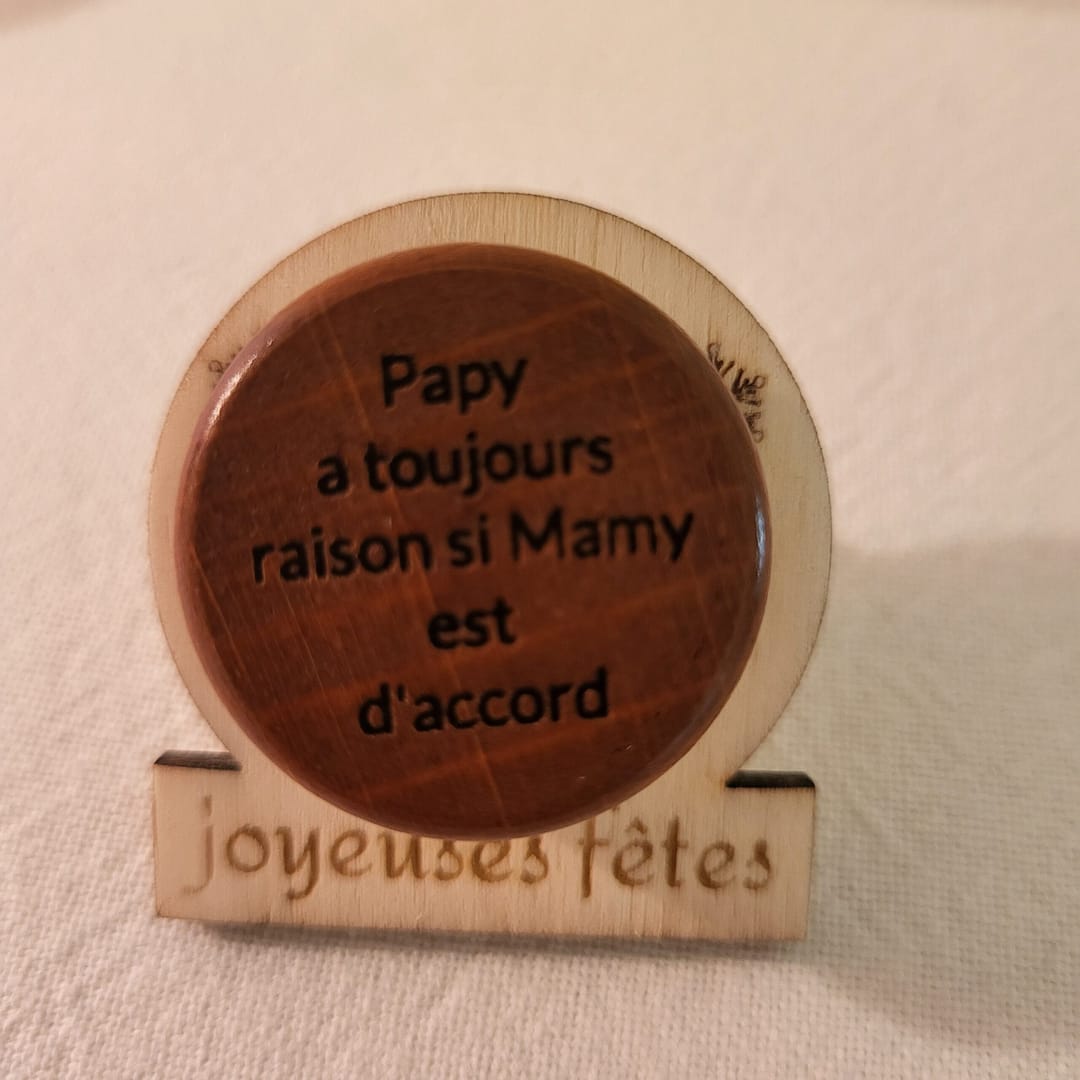 Papy
a toujours
raison si Mamy
est
d'accord
joyeuses fêtes